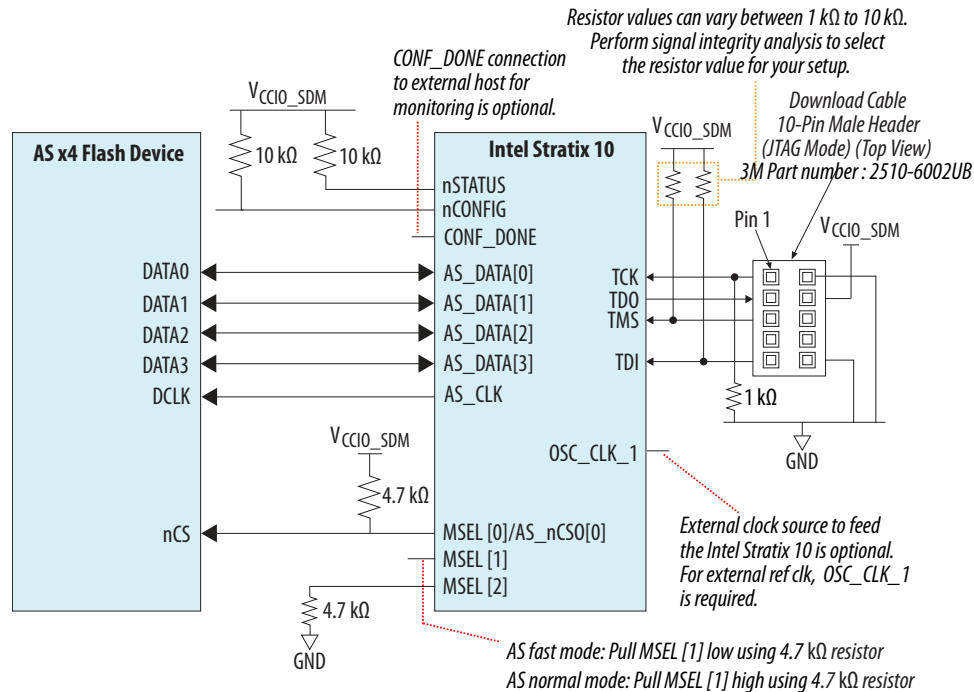 Resistor values can vary between 1 kΩ to 10 kΩ.
Perform signal integrity analysis to select
the resistor value for your setup.
CONF_DONE connection
to external host for
monitoring is optional.
Download Cable
10-Pin Male Header
(JTAG Mode) (Top View)
3M Part number : 2510-6002UB
VCCIO_SDM
10 kΩ
10 kΩ
VCCIO_SDM
Pin 1
VCCIO_SDM
AS x4 Flash Device
Intel Stratix 10
nSTATUS
nCONFIG
CONF_DONE
DATA0
AS_DATA[0]
TCK
DATA1
AS_DATA[1]
TDO
TMS
DATA2
AS_DATA[2]
DATA3
AS_DATA[3]
TDI
DCLK
AS_CLK
1 kΩ
GND
VCCIO_SDM
4.7 kΩ
OSC_CLK_1
nCS
MSEL [0]/AS_nCSO[0]
MSEL [1]
MSEL [2]
4.7 kΩ
GND
External clock source to feed
the Intel Stratix 10 is optional.
For external ref clk, OSC_CLK_1
is required.
AS fast mode: Pull MSEL [1] low using 4.7 kΩ resistor
AS normal mode: Pull MSEL [1] high using 4.7 kΩ resistor